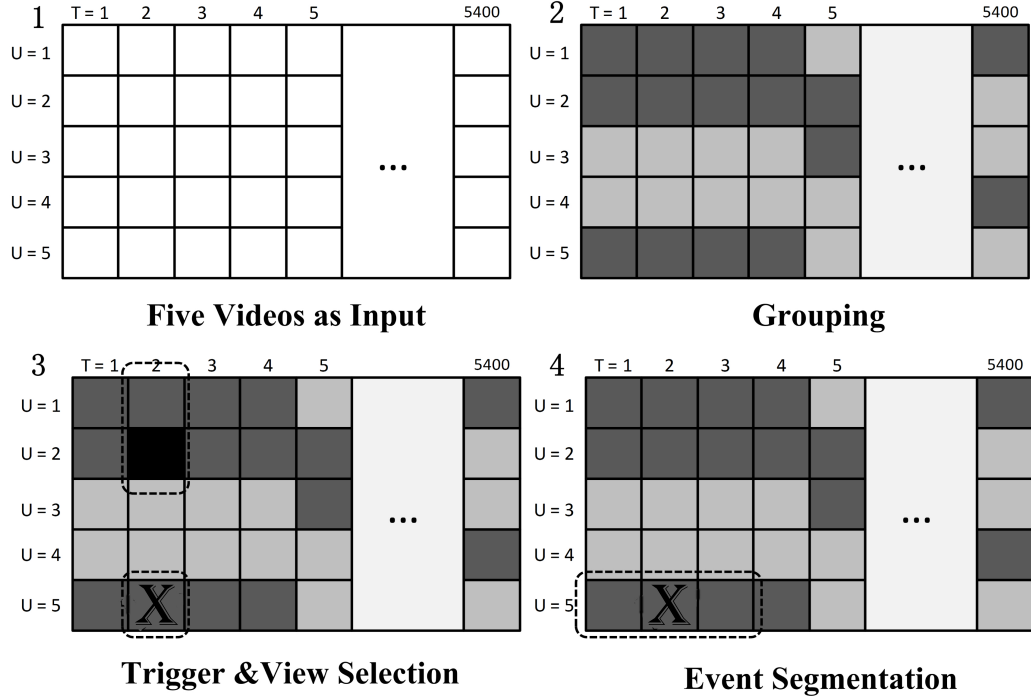 1 T = 1 2 3 4 5 5400
U = 1
U = 2
U = 3
...
U = 4
U = 5
Five Videos as Input
2 T = 1 2 3 4 5 5400
U = 1
U = 2
U = 3
...
U = 4
U = 5
Grouping
3 T = 1 2 3 4 5 5400
U = 1
U = 2
U = 3
...
U = 4
U = 5 X
Trigger &View Selection
4 T = 1 2 3 4 5 5400
U = 1
U = 2
U = 3
...
U = 4
U = 5 X
Event Segmentation